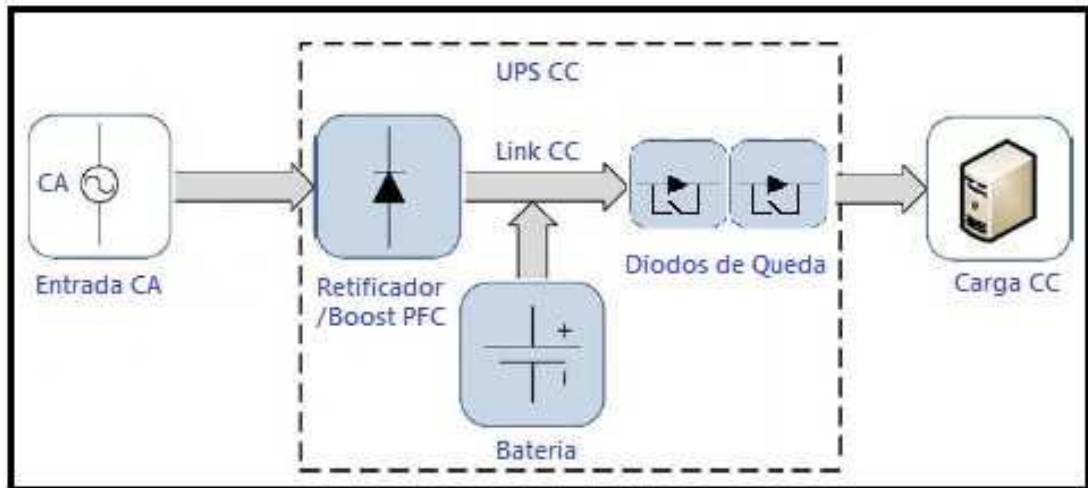 UPS CC
CA
Link CC
Entrada CA
Retificador
/Boost PFC
Diodos de Queda
Carga CC
Bateria